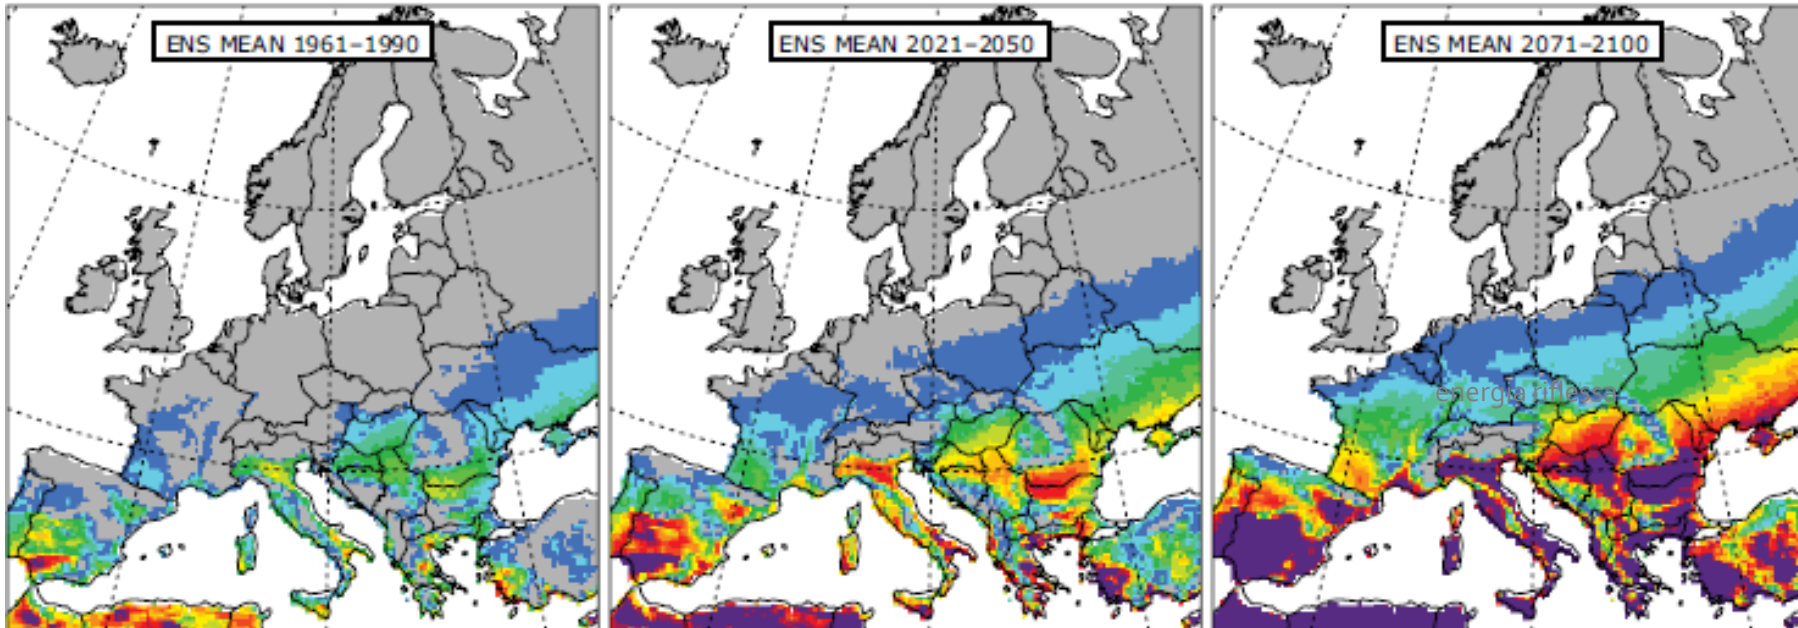 ENS MEAN 1961–1990
ENS MEAN 2021–2050
ENS MEAN 2071–2100
energia riflessa